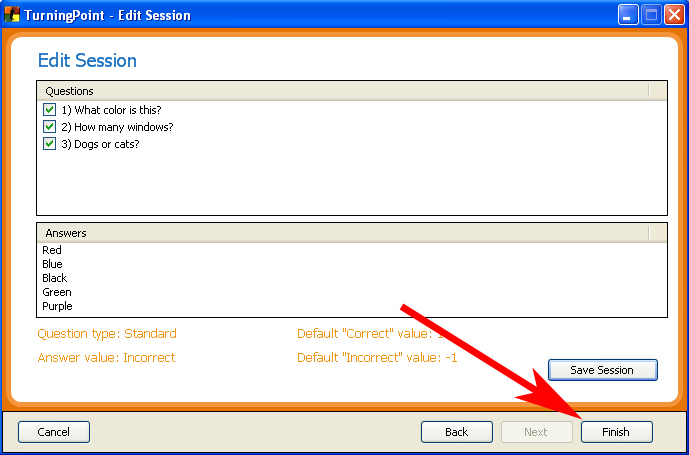 TurningPoint - Edit Session
Edit Session
Questions
1) What color is this?
2) How many windows?
3) Dogs or cats?
Answers
Red
Blue
Black
Green
Purple
Question type: Standard
Default "Correct" value:
Answer value: Incorrect
Default "Incorrect" value: -1
Save Session
Cancel
Back
Next
Finish